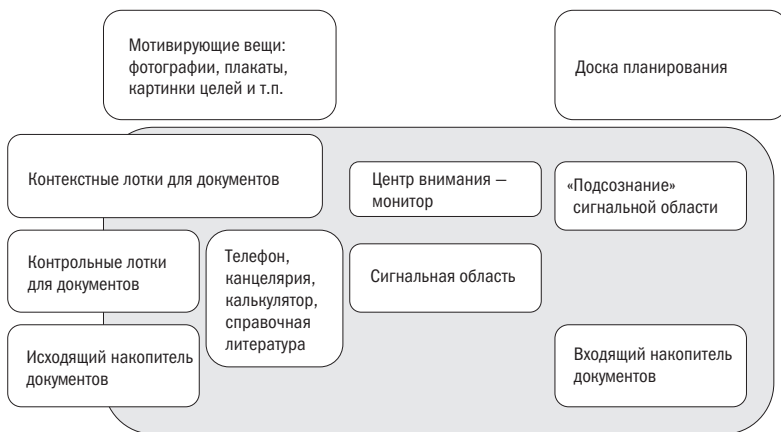 Мотивирующие вещи:
фотографии, плакаты,
картинки целей и т.п.
Доска планирования
Контекстные лотки для документов
Центр внимания —
монитор
«Подсознание»
сигнальной области
Контрольные лотки
для документов
Телефон,
канцелярия,
калькулятор,
справочная
литература
Сигнальная область
Исходящий накопитель
документов
Входящий накопитель
документов